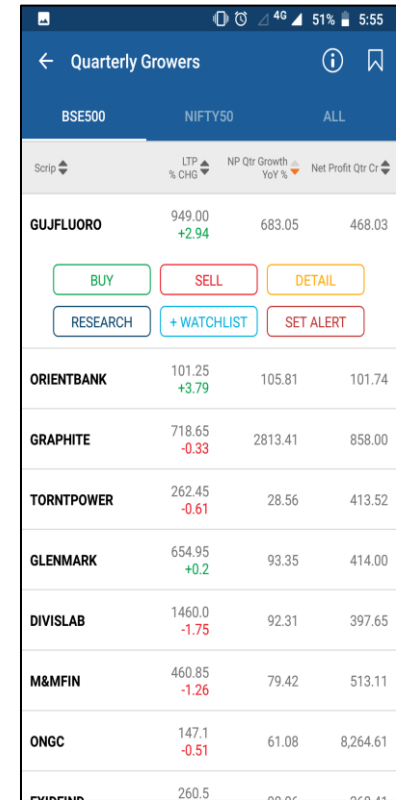 4G 51% 5:55
Quarterly Growers
BSE500 NIFTY50 ALL
Scrip LTP % CHG NP Qtr Growth YoY % Net Profit Qtr Cr
GUJFLUORO 949.00 683.05 468.03
+2.94
BUY SELL DETAIL
RESEARCH + WATCHLIST SET ALERT
ORIENTBANK 101.25 105.81 101.74
+3.79
GRAPHITE 718.65 2813.41 858.00
-0.33
TORNTPOWER 262.45 28.56 413.52
-0.61
GLENMARK 654.95 93.35 414.00
+0.2
DIVISLAB 1460.0 92.31 397.65
-1.75
M&MFIN 460.85 79.42 513.11
-1.26
ONGC 147.1 61.08 8,264.61
-0.51
260.5